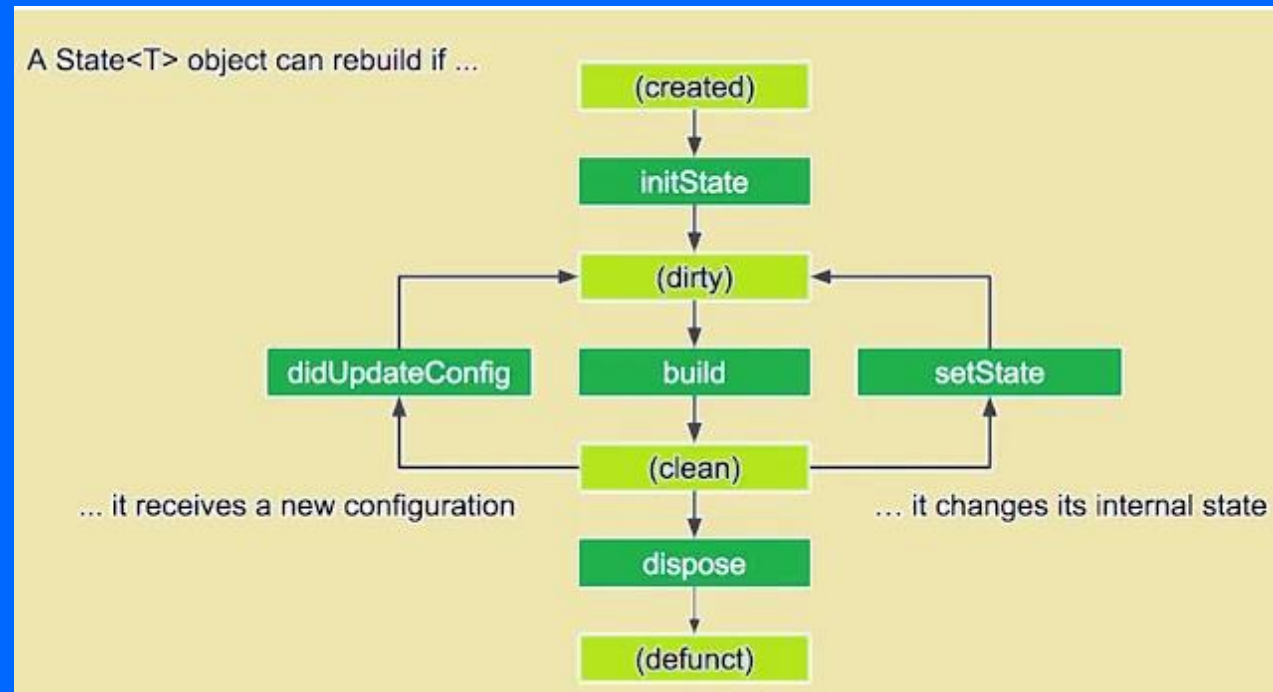 A State<T> object can rebuild if ...
(created)
initState
(dirty)
didUpdateConfig
build
setState
(clean)
... it receives a new configuration
... it changes its internal state
dispose
(defunct)